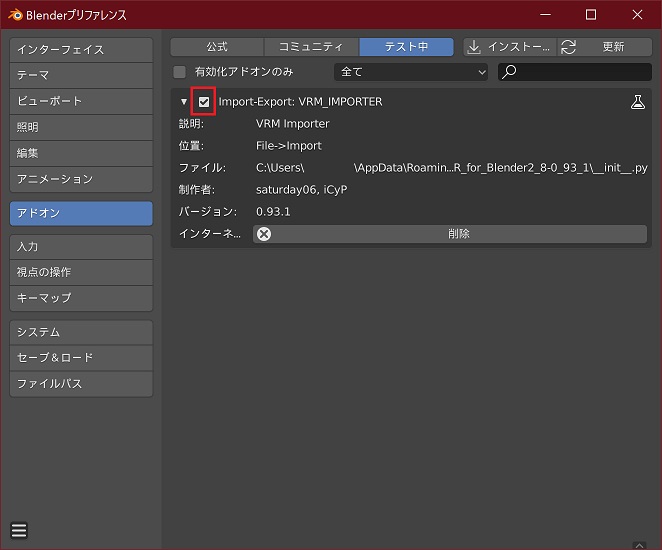 Blenderプリファレンス
インターフェイス
テーマ
ビューポート
照明
編集
アニメーション
アドオン
入力
視点の操作
キーマップ
システム
セーブ＆ロード
ファイルパス
公式 コミュニティ テスト中 インストー... 更新
有効化アドオンのみ 全て
Import-Export: VRM_IMPORTER
説明: VRM Importer
位置: File->Import
ファイル: C:\Users\ \AppData\Roamin...R_for_Blender2_8-0_93_1\__init__.py
制作者: saturday06, iCyP
バージョン: 0.93.1
インターネ... 削除